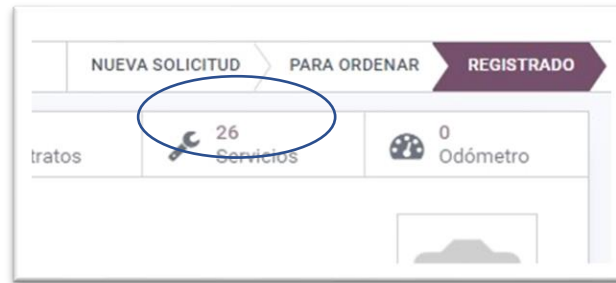 NUEVA SOLICITUD PARA ORDENAR REGISTRADO
26 0
tratos Servicios Odómetro